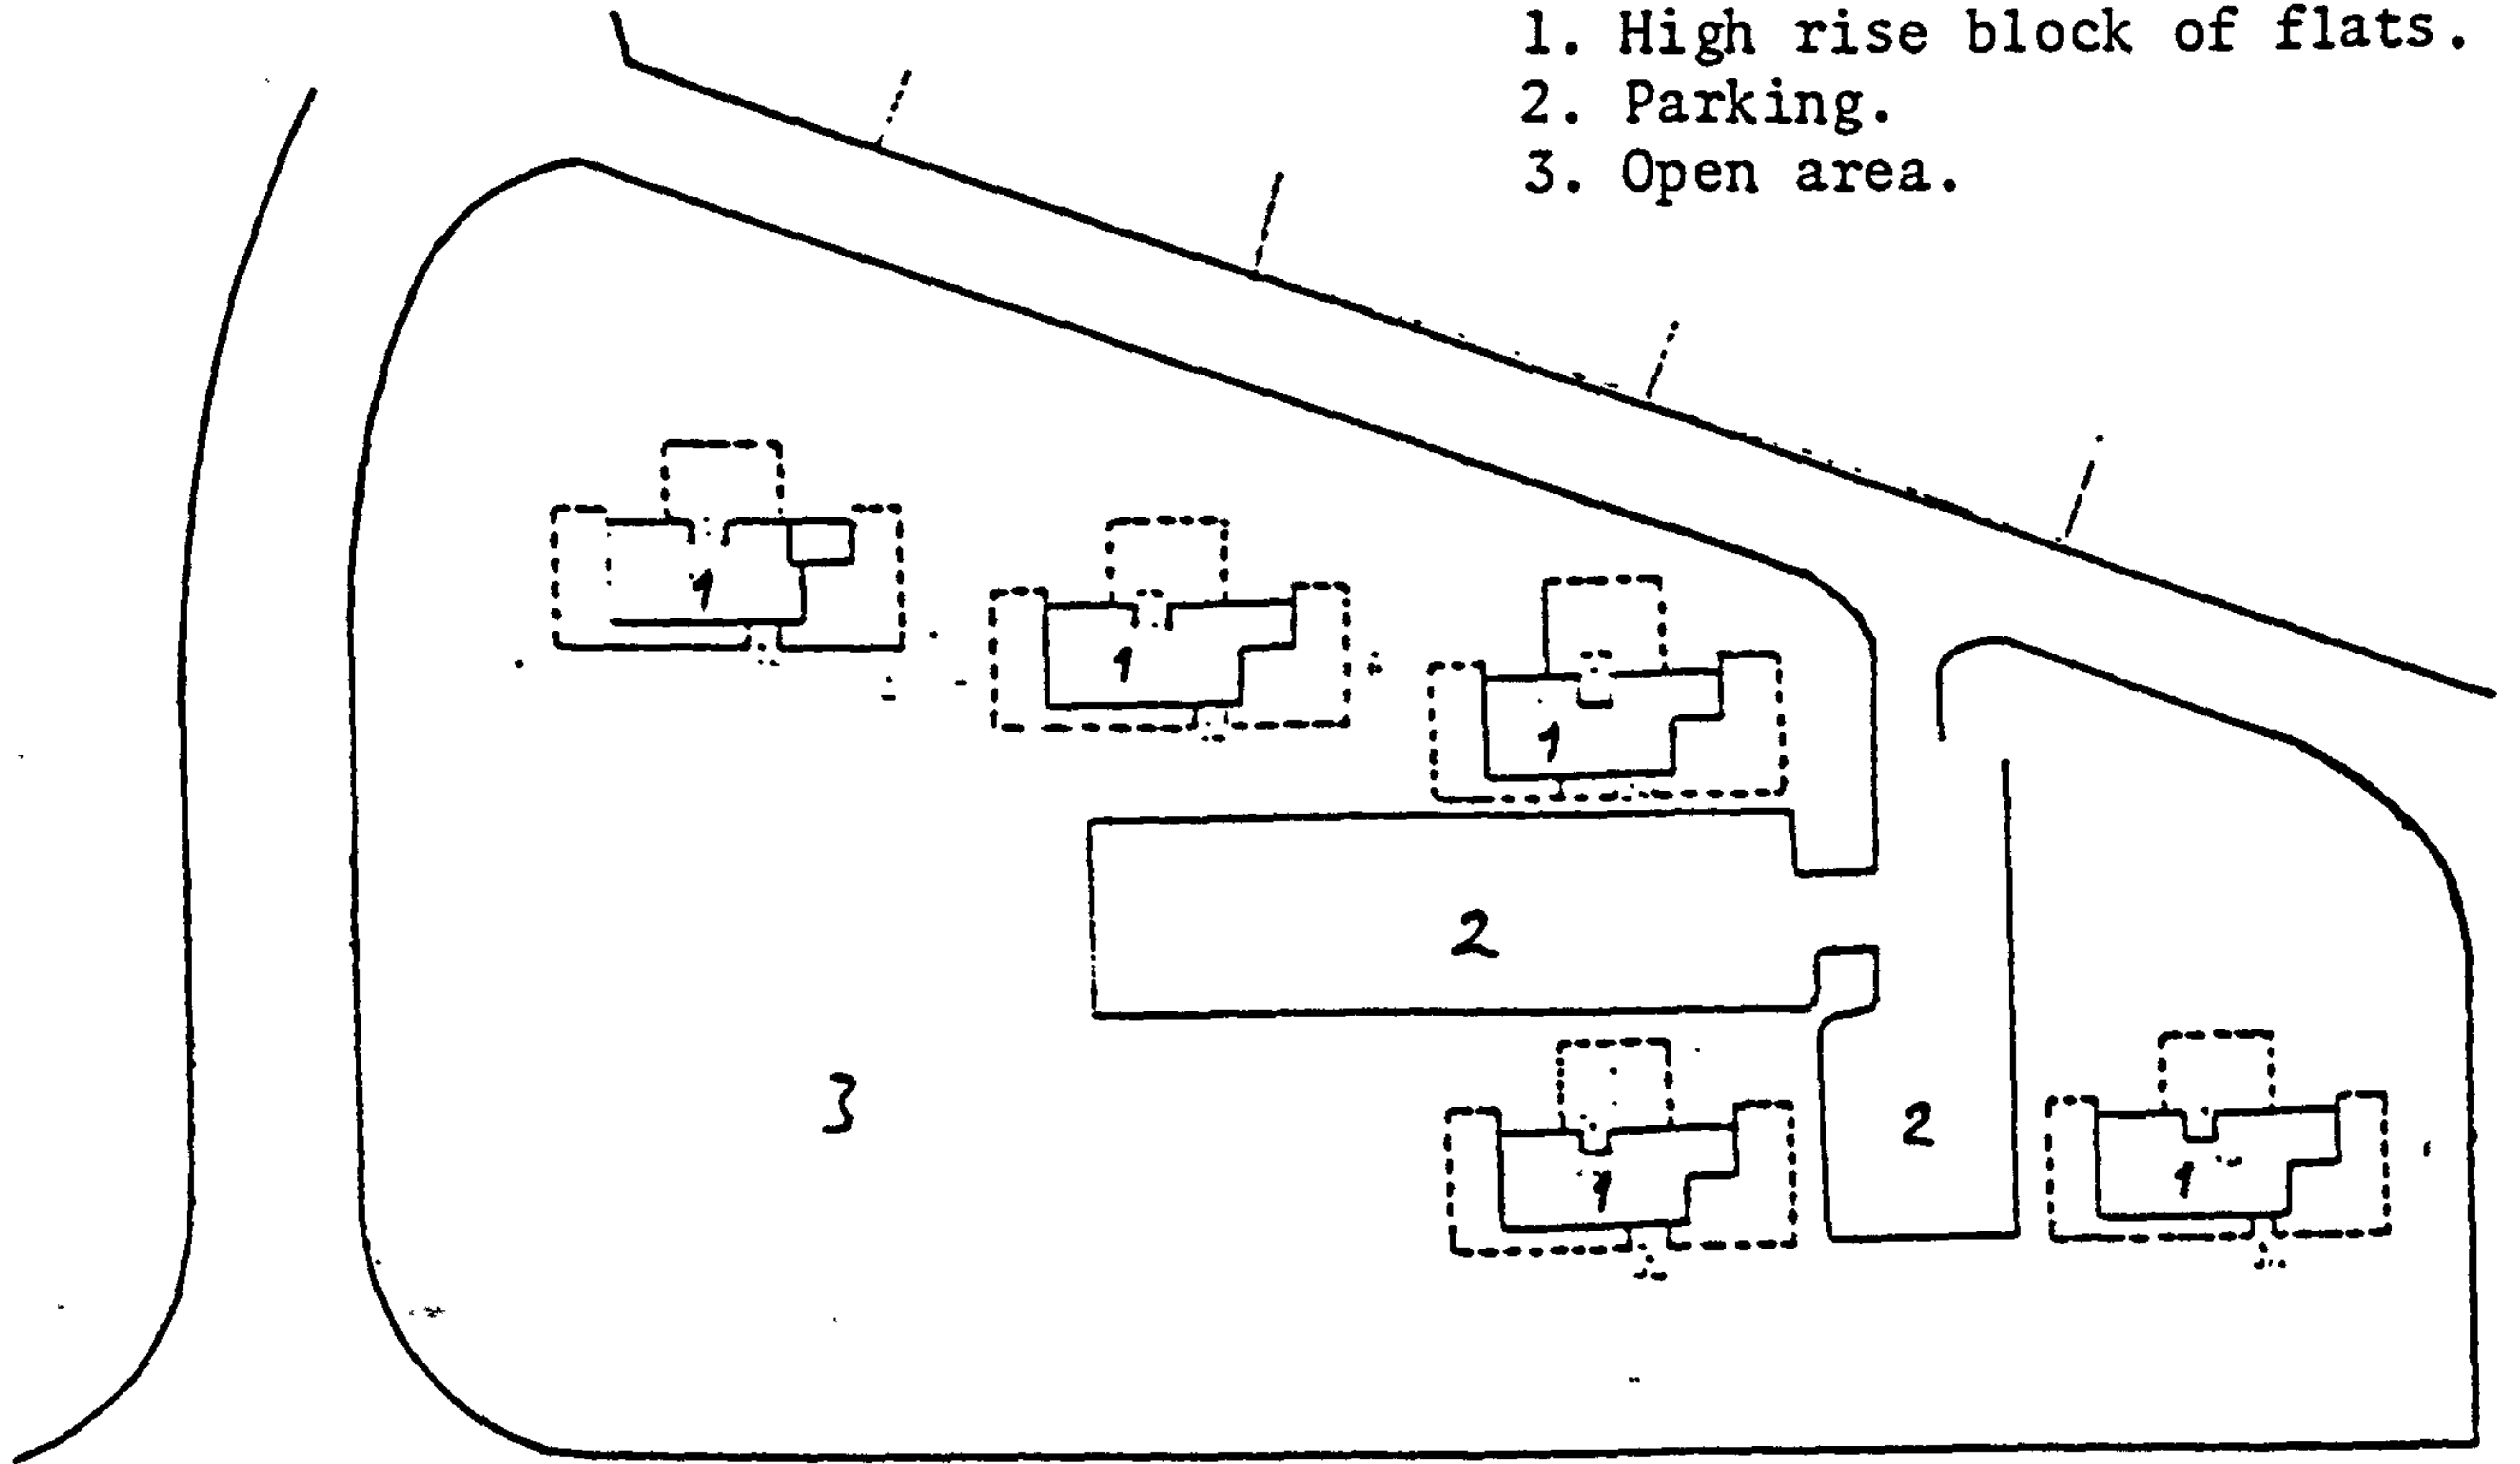 1. High rise block of flats.
2. Parking.
3. Open area.
1
1
1
2
3
1
2
1